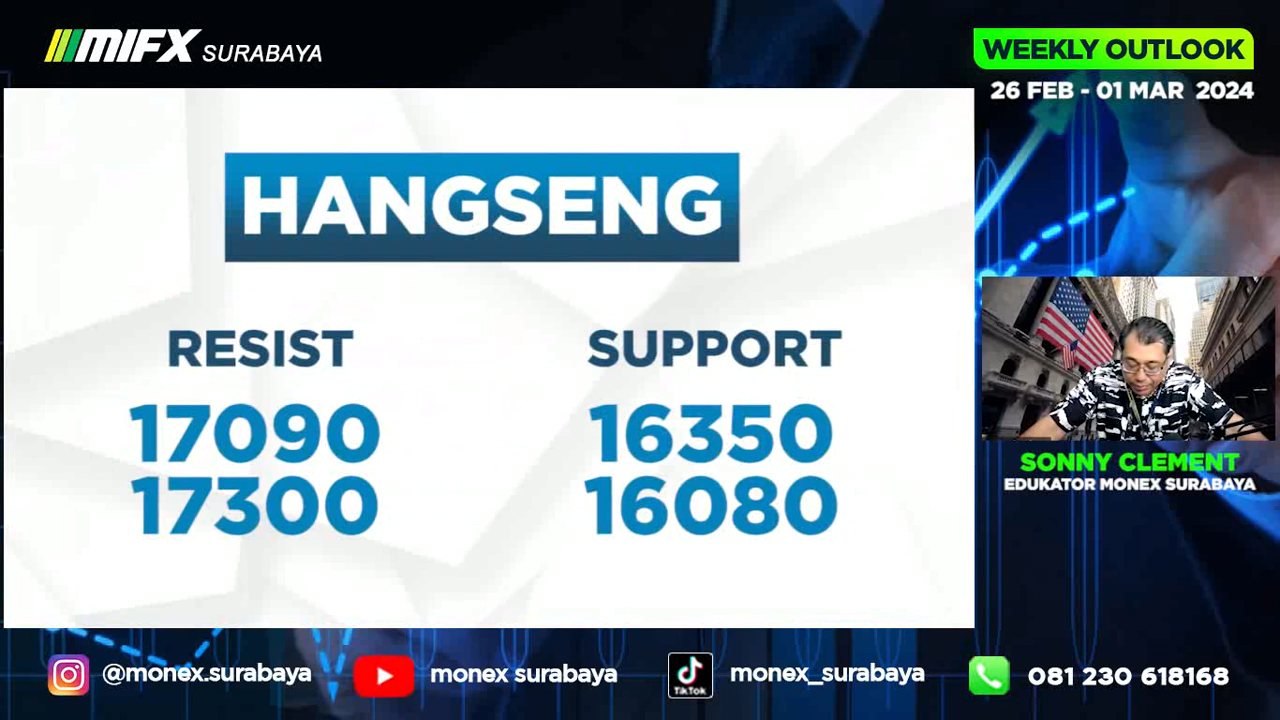 MIFX SURABAYA
WEEKLY OUTLOOK
26 FEB - 01 MAR 2024
HANGSENG
RESIST
17090
17300
SUPPORT
16350
16080
SONNY CLEMENT
EDUKATOR MONEX SURABAYA
@monex.surabaya
monex surabaya
TikTok
monex_surabaya
081 230 618168